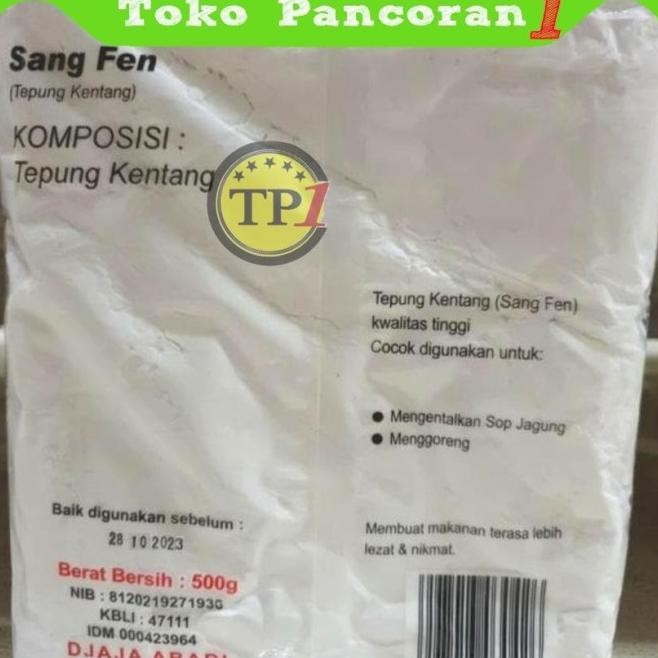 Toko Pancoran 1
Sang Fen
(Tepung Kentang)
KOMPOSISI :
Tepung Kentang
TP1
Tepung Kentang (Sang Fen)
kwalitas tinggi
Cocok digunakan untuk:
● Mengentalkan Sop Jagung
● Menggoreng
Baik digunakan sebelum :
28 10 2023
Berat Bersih : 500g
NIB : 8120219271930
KBLI : 47111
IDM 000423964
DJAJA ABADI
Membuat makanan terasa lebih
lezat & nikmat.